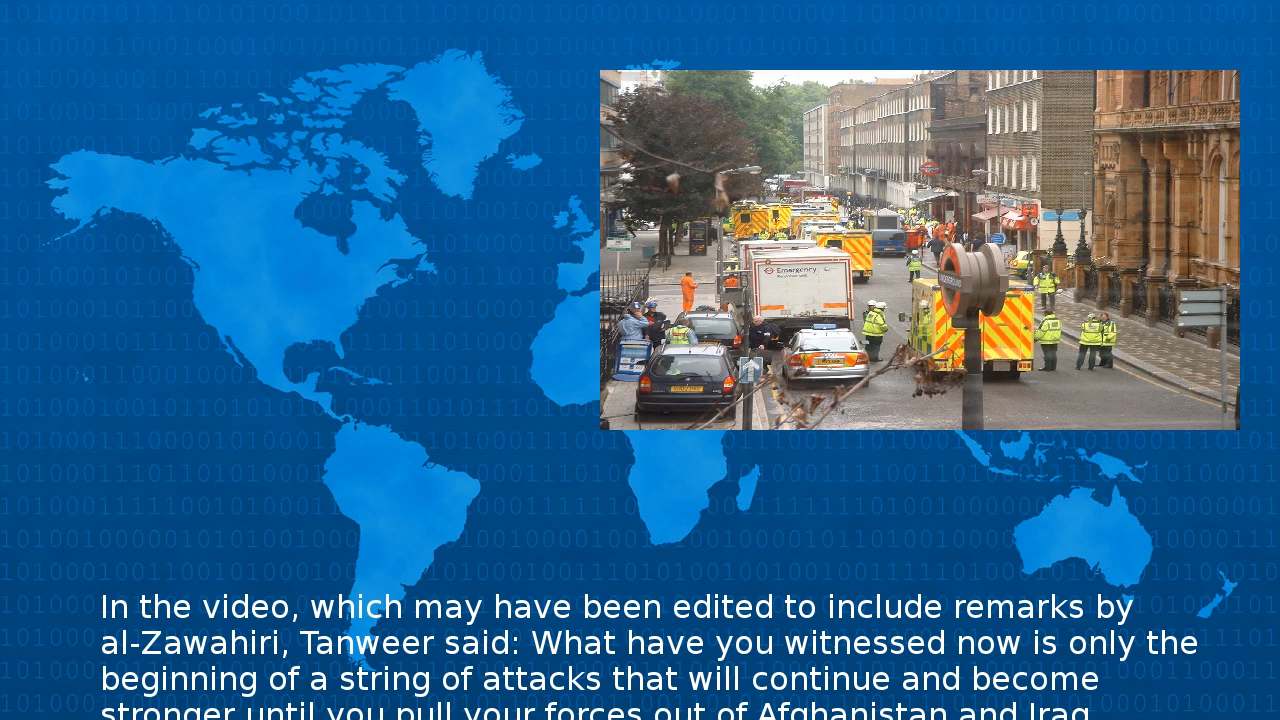 Emergency
UNDERGROUND
In the video, which may have been edited to include remarks by
al-Zawahiri, Tanweer said: What have you witnessed now is only the
beginning of a string of attacks that will continue and become
stronger until you pull your forces out of Afghanistan and Iraq